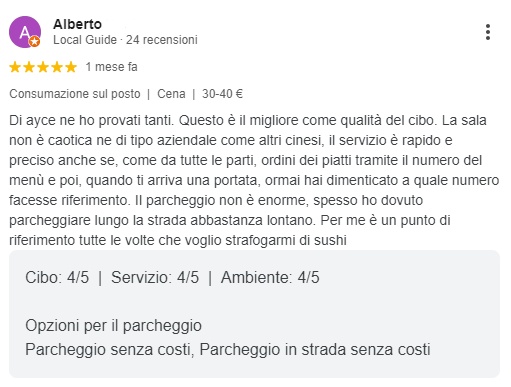 A
Alberto
Local Guide · 24 recensioni
1 mese fa
Consumazione sul posto | Cena | 30-40 €
Di ayce ne ho provati tanti. Questo è il migliore come qualità del cibo. La sala
non è caotica ne di tipo aziendale come altri cinesi, il servizio è rapido e
preciso anche se, come da tutte le parti, ordini dei piatti tramite il numero del
menù e poi, quando ti arriva una portata, ormai hai dimenticato a quale numero
facesse riferimento. Il parcheggio non è enorme, spesso ho dovuto
parcheggiare lungo la strada abbastanza lontano. Per me è un punto di
riferimento tutte le volte che voglio strafogarmi di sushi
Cibo: 4/5 | Servizio: 4/5 | Ambiente: 4/5
Opzioni per il parcheggio
Parcheggio senza costi, Parcheggio in strada senza costi